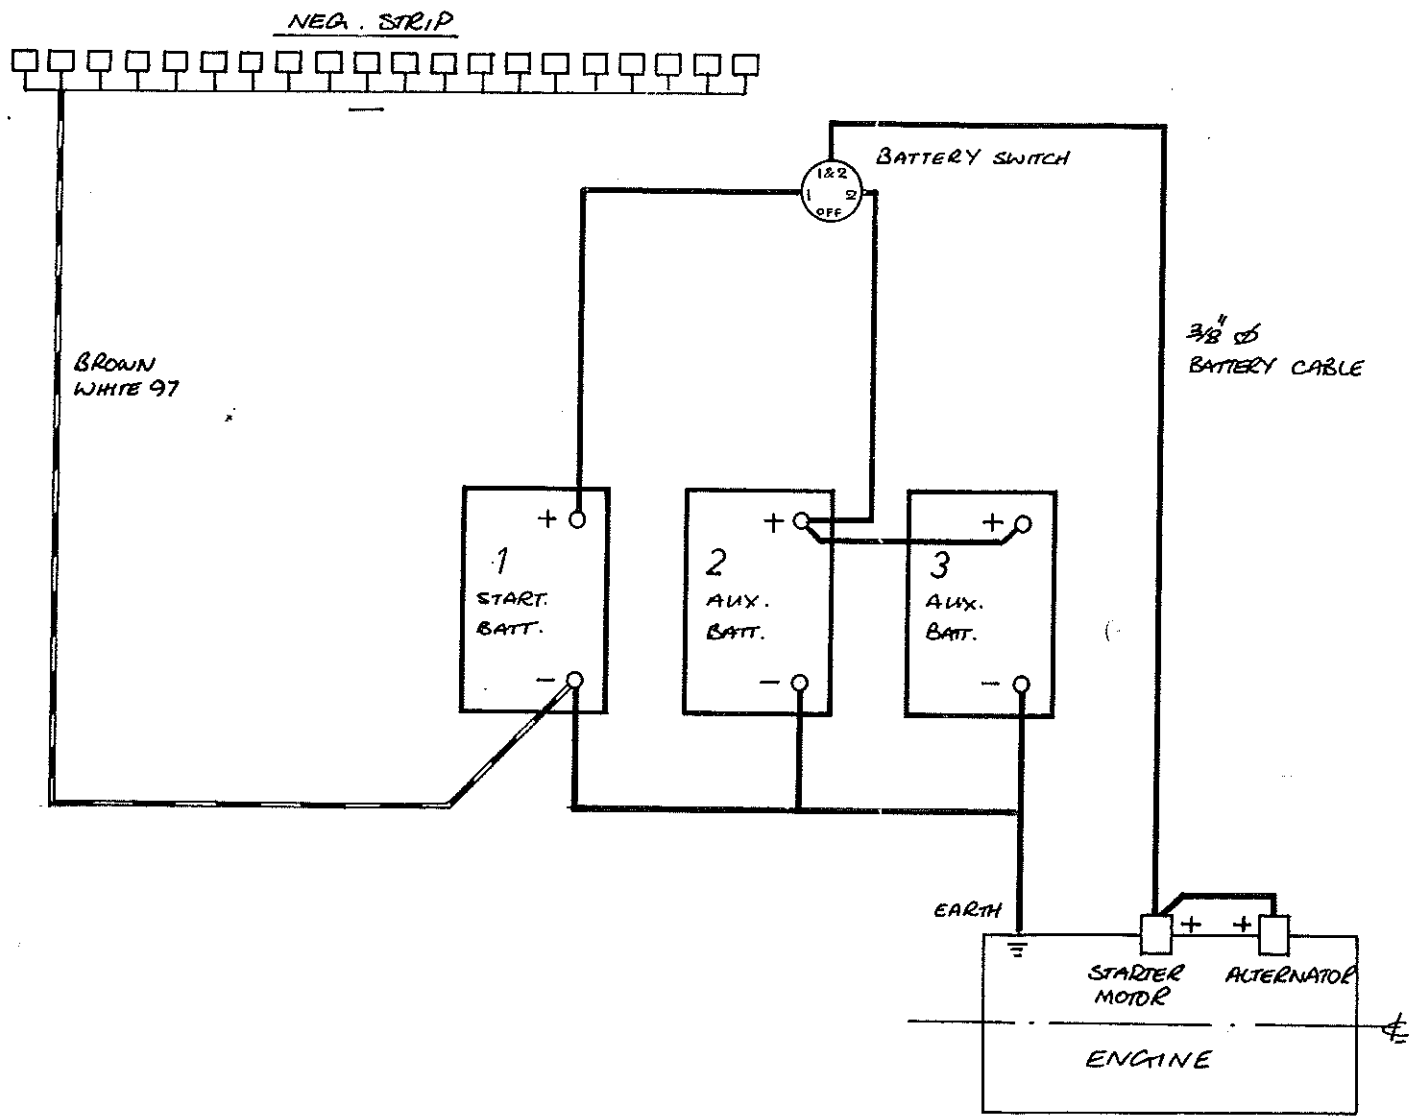 NEG. STRIP
BATTERY SWITCH
1&2
1 2
OFF
BROWN
WHITE 97
3/8" Ø
BATTERY CABLE
+ + +
1 2 3
START. AUX. AUX.
BATT. BATT. BATT.
- - -
EARTH
+ +
STARTER ALTERNATOR
MOTOR
ENGINE